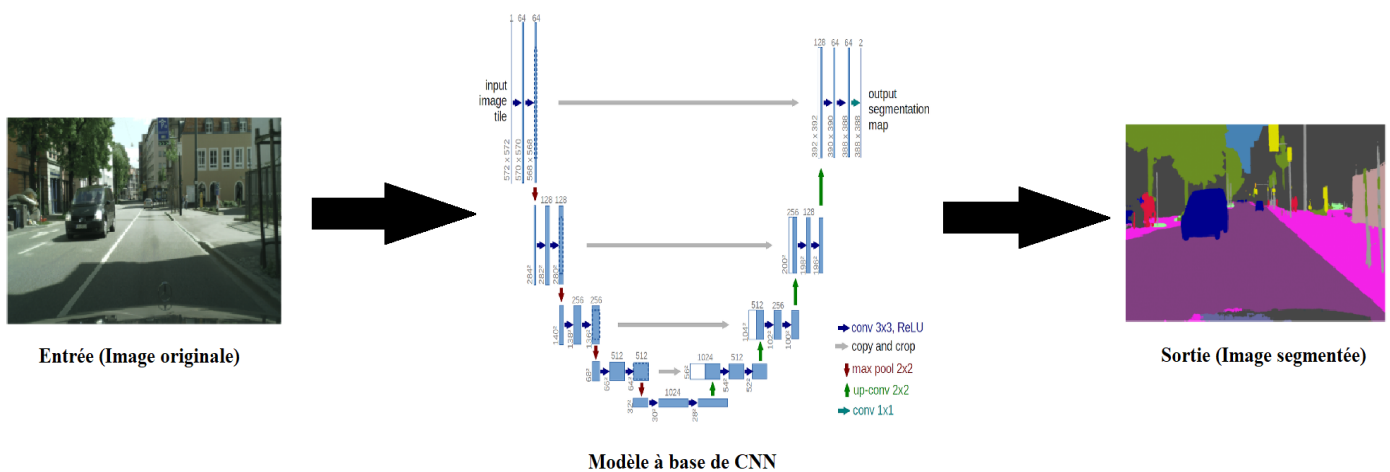 1 64 64
input
image
tile
572 x 572
570 x 570
568 x 568
128 64 64 2
output
segmentation
map
392 x 392
390 x 390
388 x 388
388 x 388
128 128
284²
282²
280²
256 128
200²
198²
196²
256 256
140²
138²
136²
512 256
104²
102²
100²
512 512
68²
66²
64²
1024 512
56²
54²
52²
1024
32²
30²
28²
conv 3x3, ReLU
copy and crop
max pool 2x2
up-conv 2x2
conv 1x1
Entrée (Image originale)
Modèle à base de CNN
Sortie (Image segmentée)